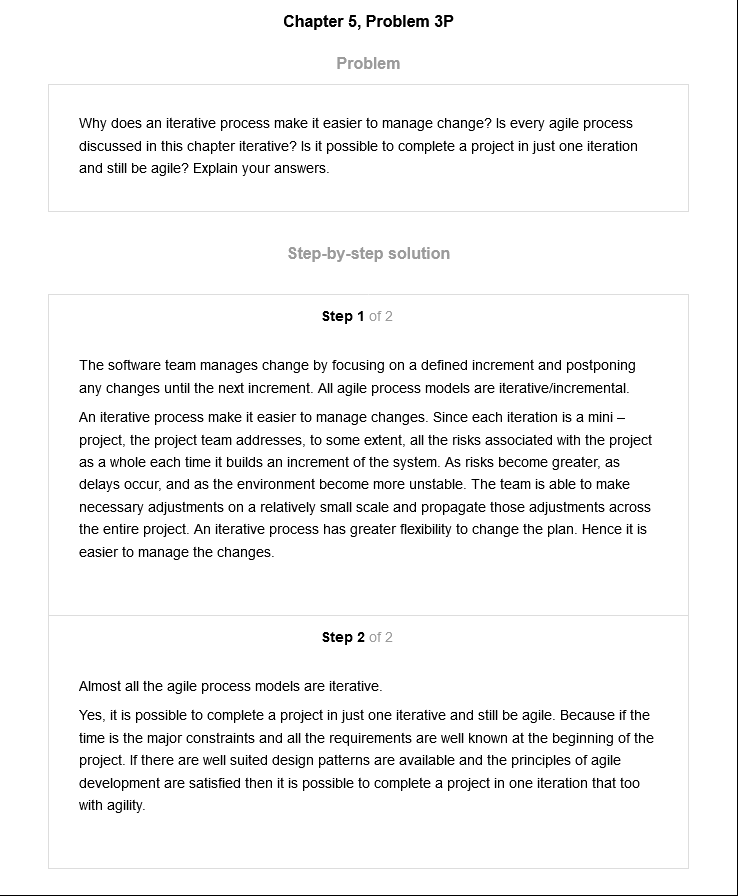 Chapter 5, Problem 3P
Problem
Why does an iterative process make it easier to manage change? Is every agile process
discussed in this chapter iterative? Is it possible to complete a project in just one iteration
and still be agile? Explain your answers.
Step-by-step solution
Step 1 of 2
The software team manages change by focusing on a defined increment and postponing
any changes until the next increment. All agile process models are iterative/incremental.
An iterative process make it easier to manage changes. Since each iteration is a mini –
project, the project team addresses, to some extent, all the risks associated with the project
as a whole each time it builds an increment of the system. As risks become greater, as
delays occur, and as the environment become more unstable. The team is able to make
necessary adjustments on a relatively small scale and propagate those adjustments across
the entire project. An iterative process has greater flexibility to change the plan. Hence it is
easier to manage the changes.
Step 2 of 2
Almost all the agile process models are iterative.
Yes, it is possible to complete a project in just one iterative and still be agile. Because if the
time is the major constraints and all the requirements are well known at the beginning of the
project. If there are well suited design patterns are available and the principles of agile
development are satisfied then it is possible to complete a project in one iteration that too
with agility.